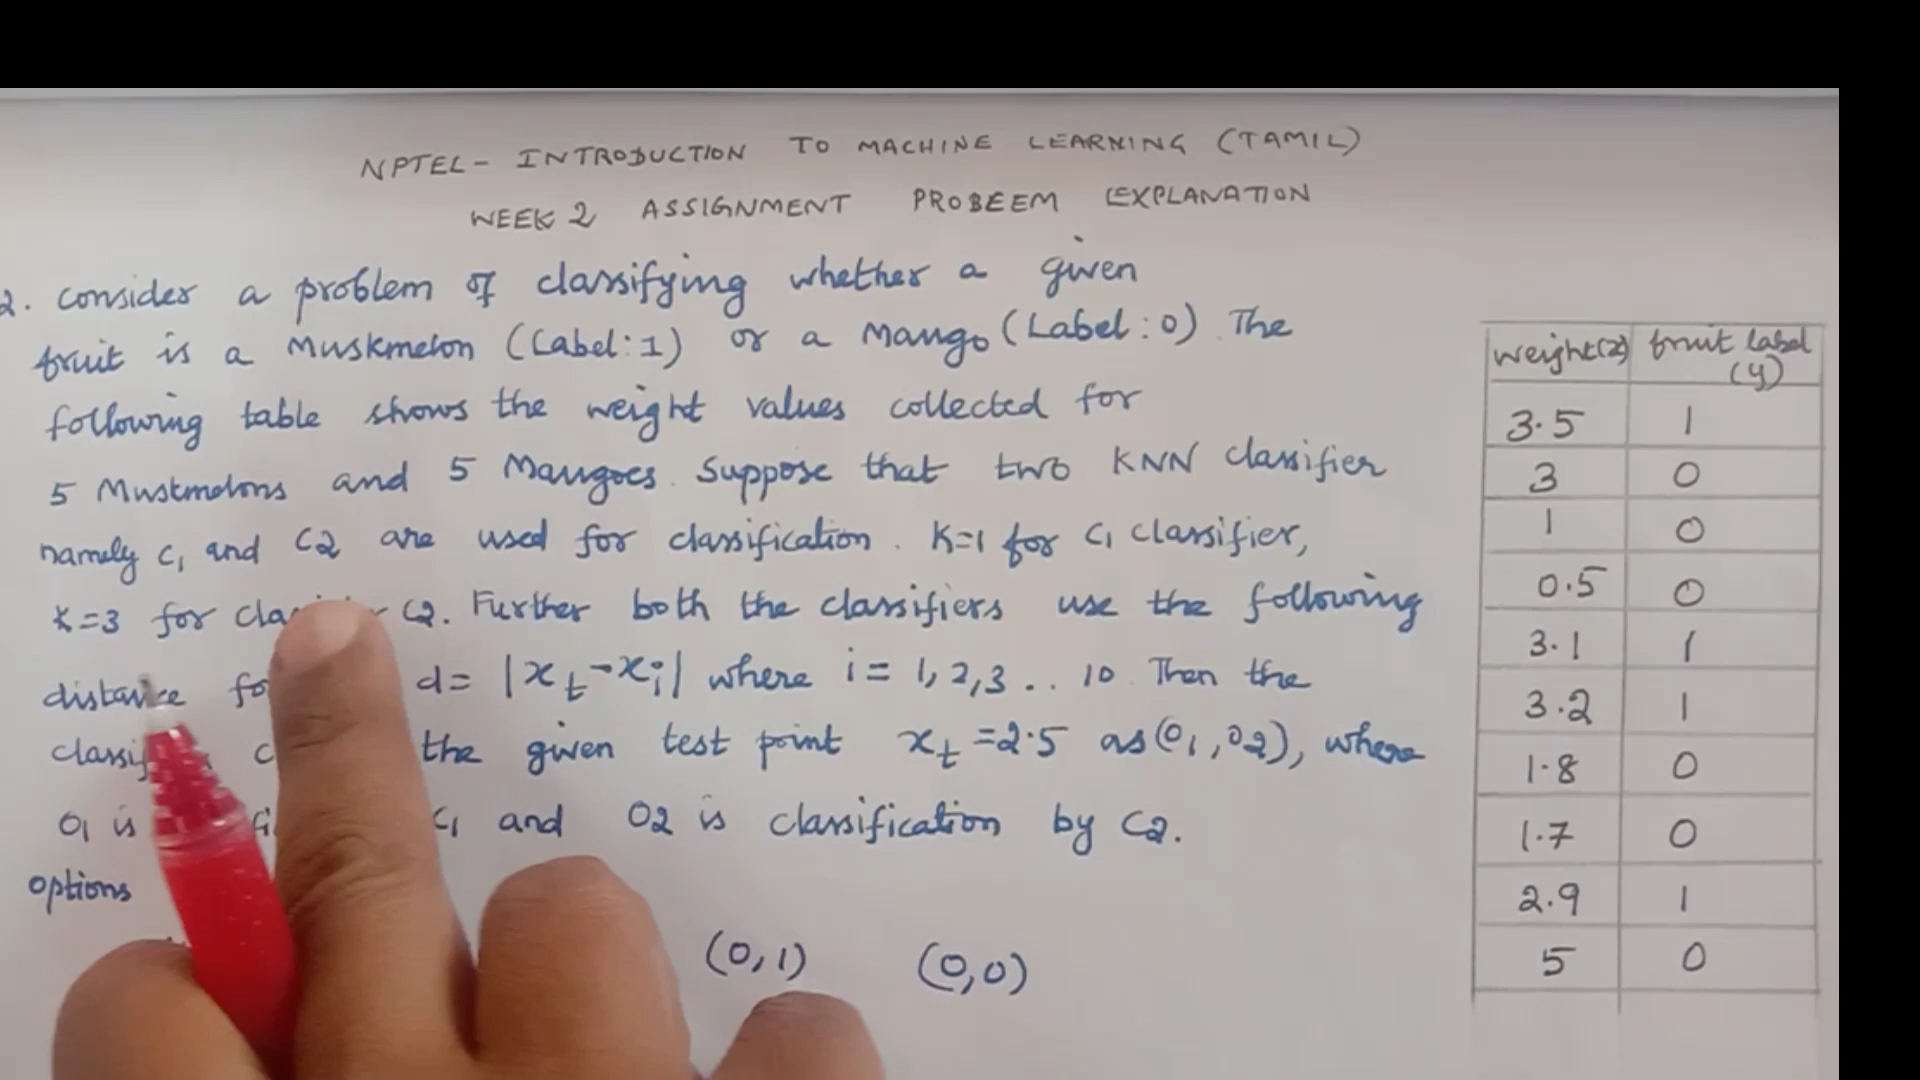 NPTEL- INTRODUCTION TO MACHINE LEARNING (TAMIL)
WEEK 2 ASSIGNMENT PROBEEM EXPLANATION
2. consider a problem of classifying whether a given
fruit is a Muskmelon (Label:1) or a Mango (Label:0) The
following table shows the weight values collected for
5 Muskmelons and 5 Mangoes. Suppose that two KNN classifier
namely C1 and C2 are used for classification. K=1 for C1 classifier,
K=3 for C2. Further both the classifiers use the following
distance d= |xt-xi| where i= 1,2,3 .. 10 Then the
the given test point xt=2.5 as (O1,O2), where
O1 is C1 and O2 is classification by C2.
options
(0,1) (0,0)
weight(x) fruit label
(y)
3.5 1
3 0
1 0
0.5 0
3.1 1
3.2 1
1.8 0
1.7 0
2.9 1
5 0